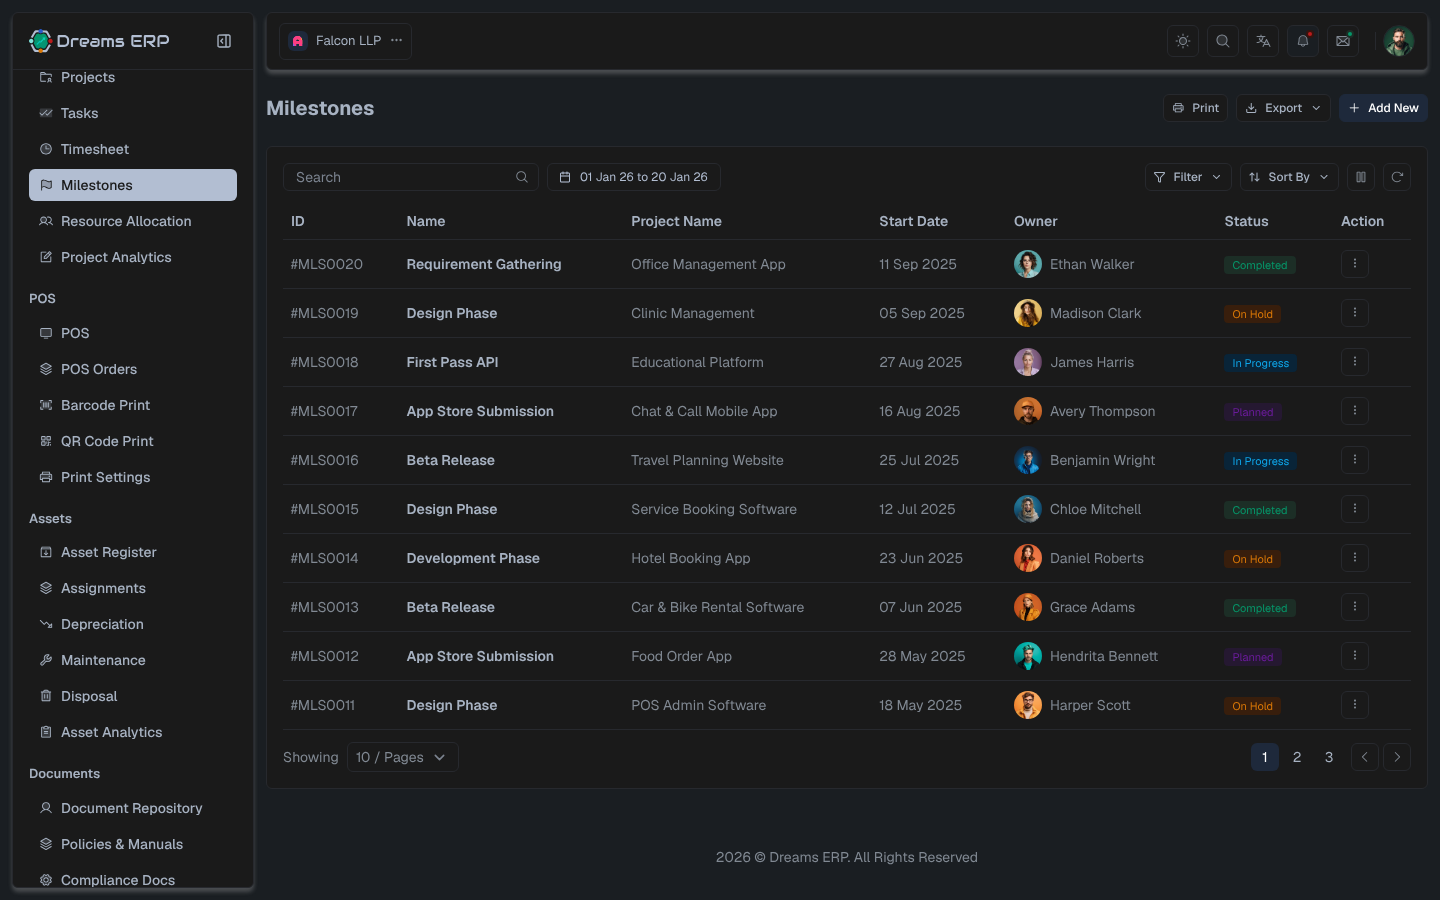 Dreams ERP
Projects
Tasks
Timesheet
Milestones
Resource Allocation
Project Analytics
POS
POS
POS Orders
Barcode Print
QR Code Print
Print Settings
Assets
Asset Register
Assignments
Depreciation
Maintenance
Disposal
Asset Analytics
Documents
Document Repository
Policies & Manuals
Compliance Docs
Falcon LLP ···
Milestones
Print Export Add New
Search 01 Jan 26 to 20 Jan 26 Filter Sort By
ID Name Project Name Start Date Owner Status Action
#MLS0020 Requirement Gathering Office Management App 11 Sep 2025 Ethan Walker Completed
#MLS0019 Design Phase Clinic Management 05 Sep 2025 Madison Clark On Hold
#MLS0018 First Pass API Educational Platform 27 Aug 2025 James Harris In Progress
#MLS0017 App Store Submission Chat & Call Mobile App 16 Aug 2025 Avery Thompson Planned
#MLS0016 Beta Release Travel Planning Website 25 Jul 2025 Benjamin Wright In Progress
#MLS0015 Design Phase Service Booking Software 12 Jul 2025 Chloe Mitchell Completed
#MLS0014 Development Phase Hotel Booking App 23 Jun 2025 Daniel Roberts On Hold
#MLS0013 Beta Release Car & Bike Rental Software 07 Jun 2025 Grace Adams Completed
#MLS0012 App Store Submission Food Order App 28 May 2025 Hendrita Bennett Planned
#MLS0011 Design Phase POS Admin Software 18 May 2025 Harper Scott On Hold
Showing 10 / Pages 1 2 3
2026 © Dreams ERP. All Rights Reserved